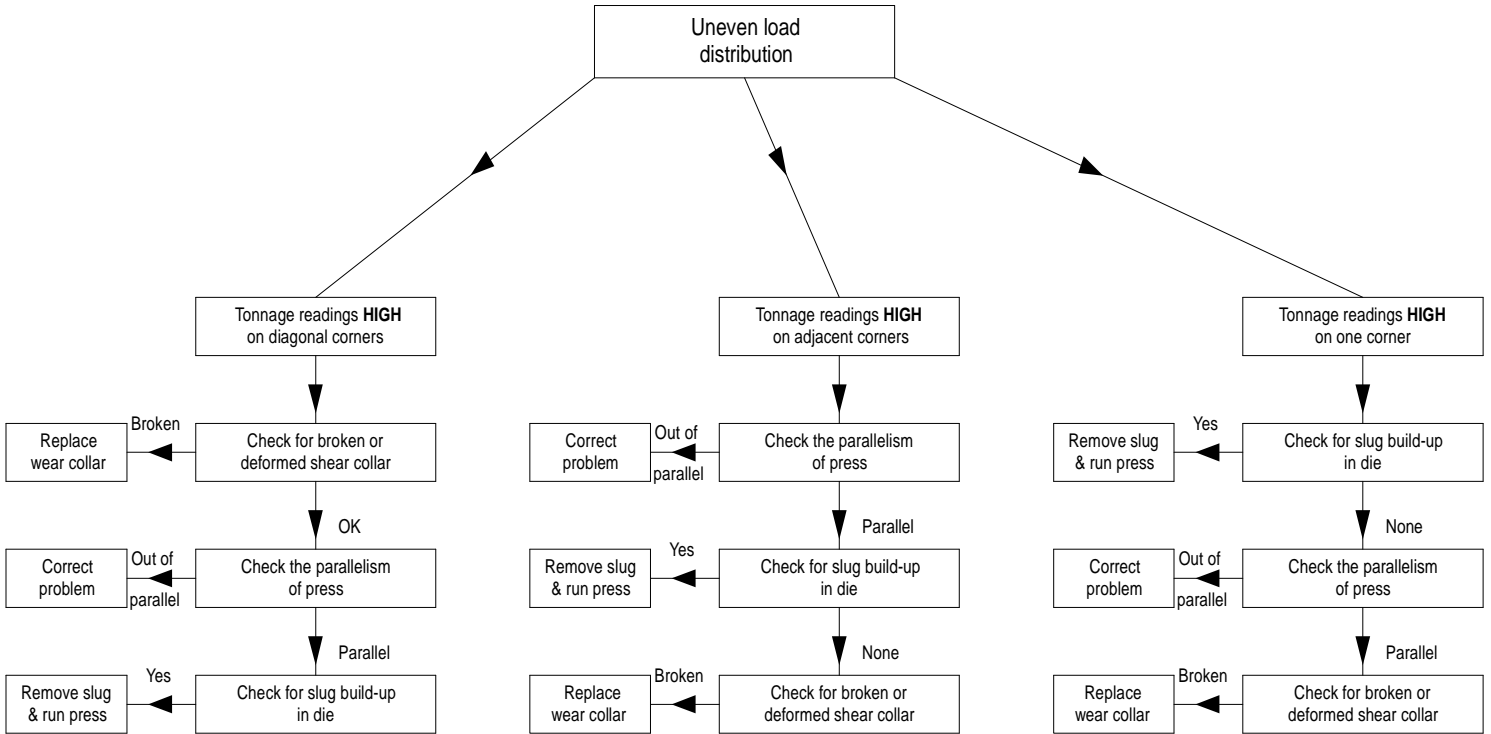 Uneven load
distribution
Tonnage readings HIGH
on diagonal corners
Check for broken or
deformed shear collar
Broken
Replace
wear collar
OK
Check the parallelism
of press
Out of
parallel
Correct
problem
Parallel
Check for slug build-up
in die
Yes
Remove slug
& run press
Tonnage readings HIGH
on adjacent corners
Check the parallelism
of press
Out of
parallel
Correct
problem
Parallel
Check for slug build-up
in die
Yes
Remove slug
& run press
None
Check for broken or
deformed shear collar
Broken
Replace
wear collar
Tonnage readings HIGH
on one corner
Check for slug build-up
in die
Yes
Remove slug
& run press
None
Check the parallelism
of press
Out of
parallel
Correct
problem
Parallel
Check for broken or
deformed shear collar
Broken
Replace
wear collar